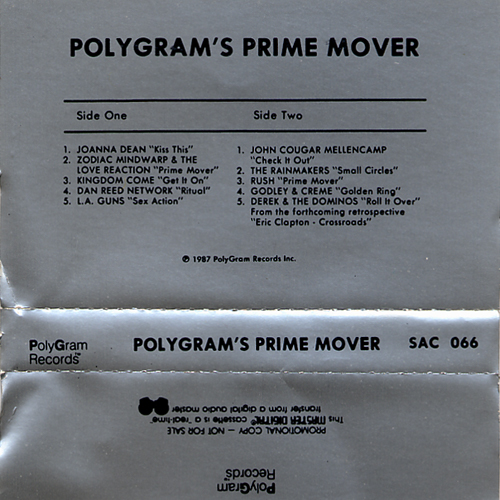 POLYGRAM'S PRIME MOVER
Side One
1. JOANNA DEAN "Kiss This"
2. ZODIAC MINDWARP & THE
LOVE REACTION "Prime Mover"
3. KINGDOM COME "Get It On"
4. DAN REED NETWORK "Ritual"
5. L.A. GUNS "Sex Action"
Side Two
1. JOHN COUGAR MELLENCAMP
"Check It Out"
2. THE RAINMAKERS "Small Circles"
3. RUSH "Prime Mover"
4. GODLEY & CREME "Golden Ring"
5. DEREK & THE DOMINOS "Roll It Over"
From the forthcoming retrospective
"Eric Clapton - Crossroads"
℗ 1987 PolyGram Records Inc.
PolyGram
Records™
POLYGRAM'S PRIME MOVER
SAC 066
PolyGram
Records
PROMOTIONAL COPY — NOT FOR SALE
This MASTER DIGITAL cassette is a "real-time"
transfer from a digital audio master